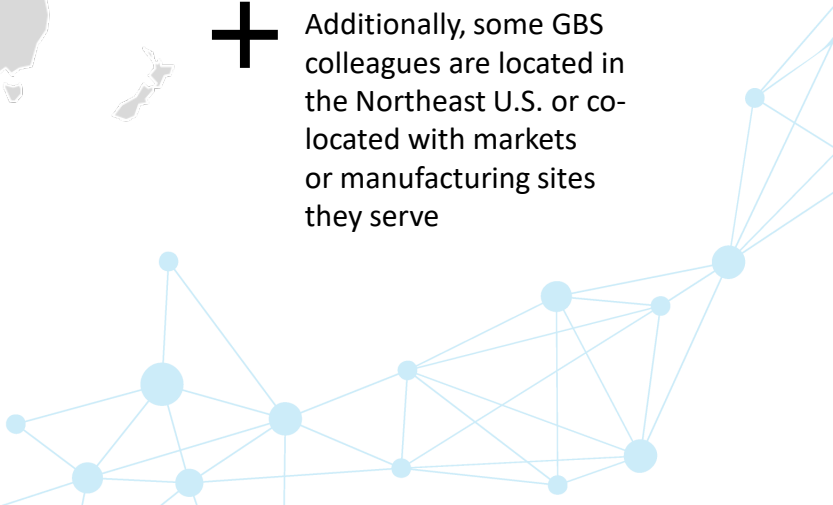 Additionally, some GBS
colleagues are located in
the Northeast U.S. or co-
located with markets
or manufacturing sites
they serve